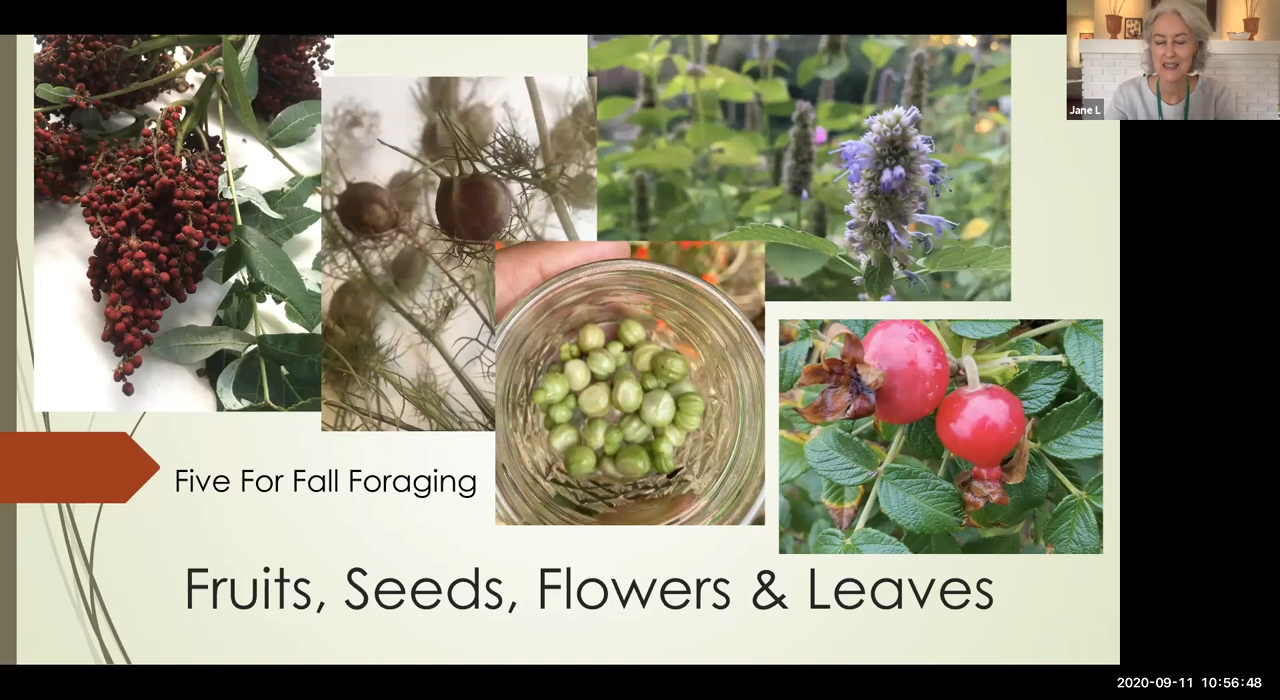 Jane L
Five For Fall Foraging
Fruits, Seeds, Flowers & Leaves
2020-09-11 10:56:48